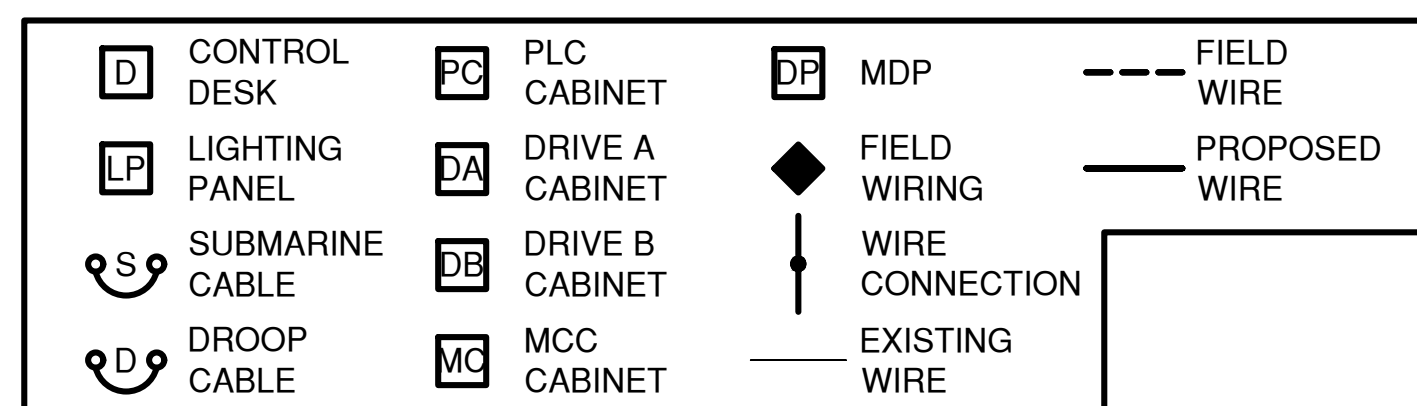 D CONTROL
DESK
LP LIGHTING
PANEL
S SUBMARINE
CABLE
D DROOP
CABLE
PC PLC
CABINET
DA DRIVE A
CABINET
DB DRIVE B
CABINET
MC MCC
CABINET
DP MDP
FIELD
WIRING
WIRE
CONNECTION
EXISTING
WIRE
FIELD
WIRE
PROPOSED
WIRE